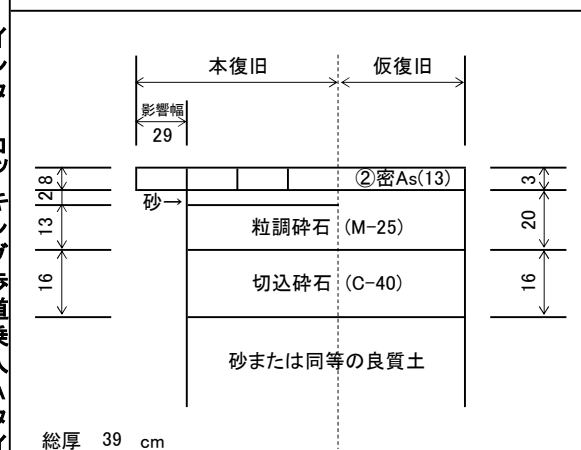 本復旧 仮復旧
影響幅
29
8 ②密As(13) 3
2 砂→
13 粒調砕石 (M-25) 20
16 切込砕石 (C-40) 16
砂または同等の良質土
総厚 39 cm